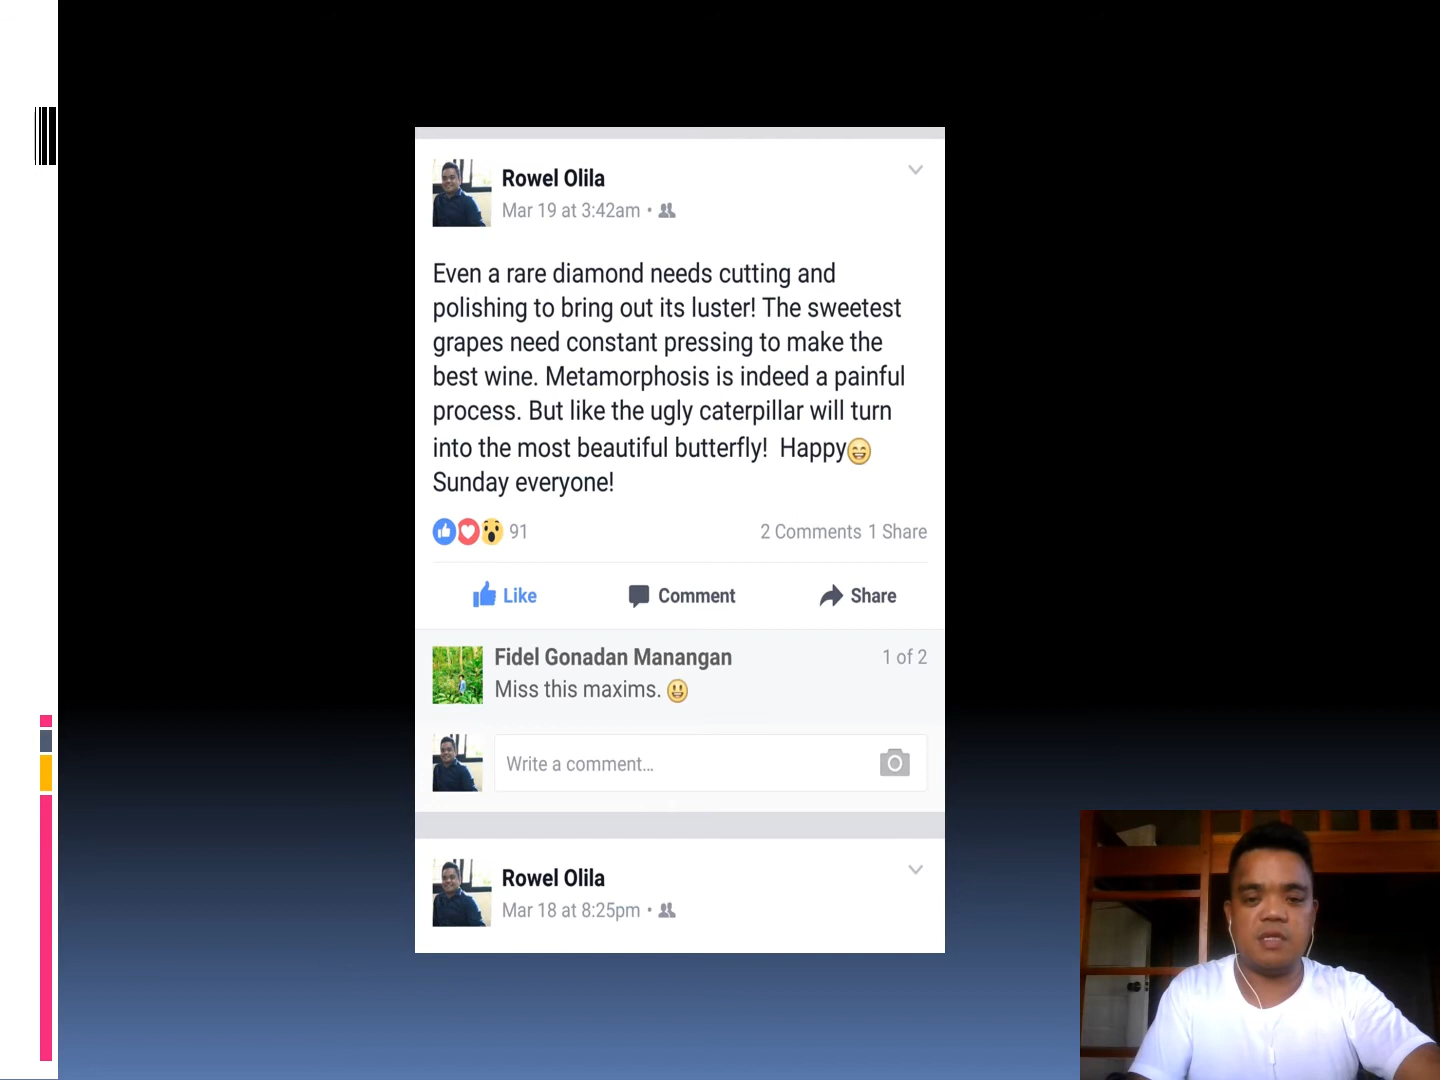 Rowel Olila
Mar 19 at 3:42am •
Even a rare diamond needs cutting and
polishing to bring out its luster! The sweetest
grapes need constant pressing to make the
best wine. Metamorphosis is indeed a painful
process. But like the ugly caterpillar will turn
into the most beautiful butterfly!  Happy😄
Sunday everyone!
91 2 Comments 1 Share
Like Comment Share
Fidel Gonadan Manangan 1 of 2
Miss this maxims. 😃
Write a comment...
Rowel Olila
Mar 18 at 8:25pm •